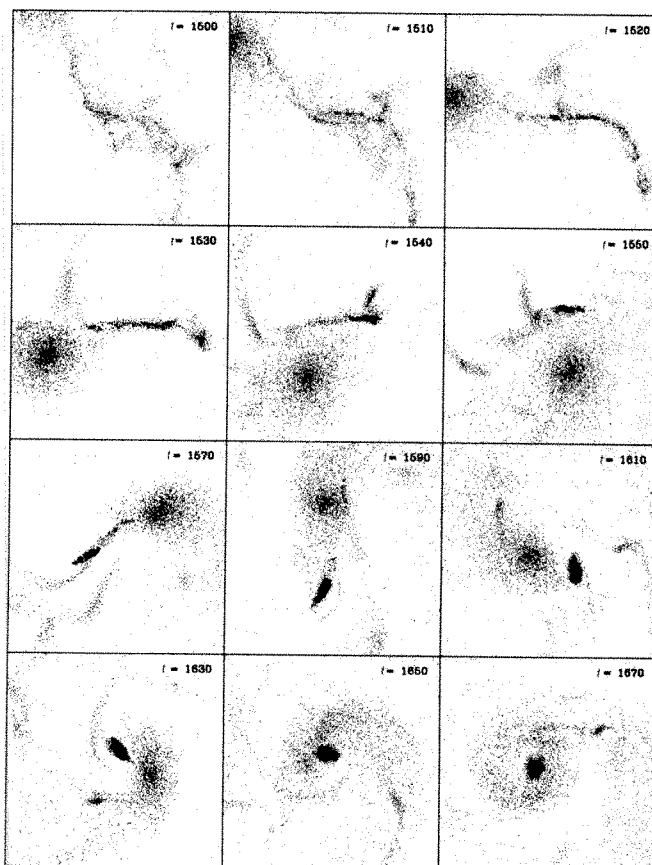 t= 1500
t= 1510
t= 1520
t= 1530
t= 1540
t= 1550
t= 1570
t= 1590
t= 1610
t= 1630
t= 1650
t= 1670